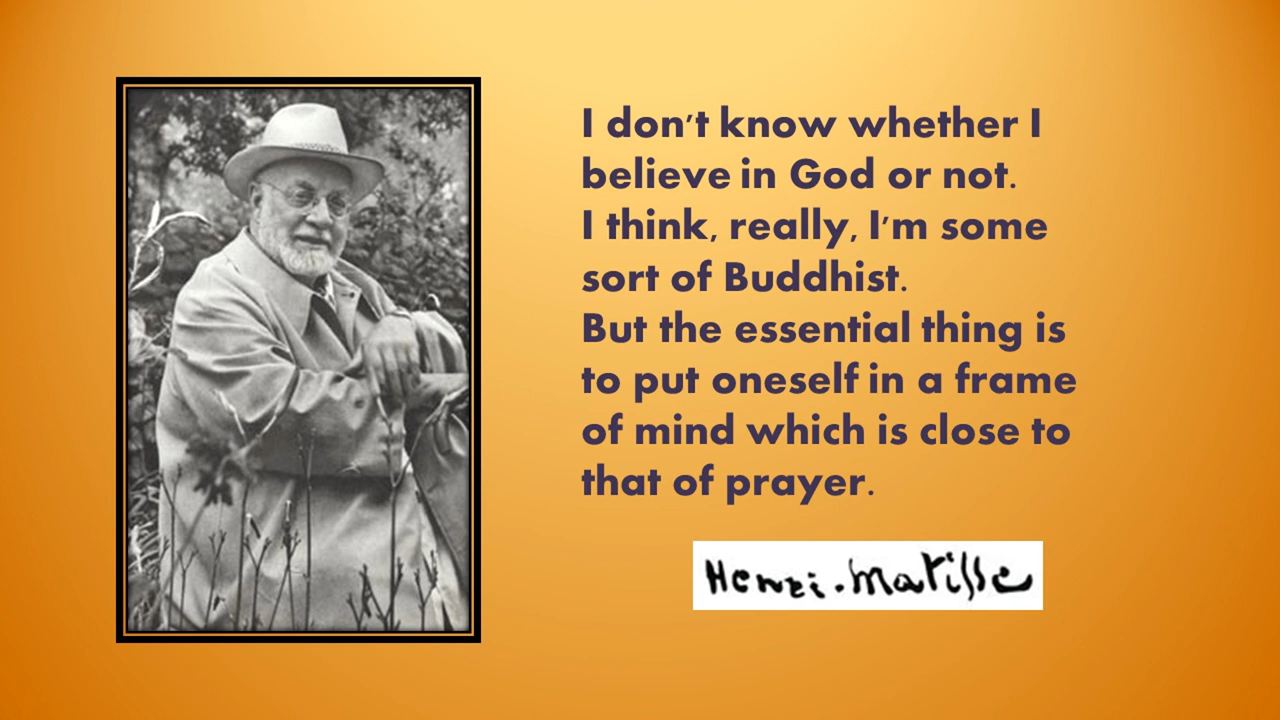 I don't know whether I
believe in God or not.
I think, really, I'm some
sort of Buddhist.
But the essential thing is
to put oneself in a frame
of mind which is close to
that of prayer.
Henri. Matisse